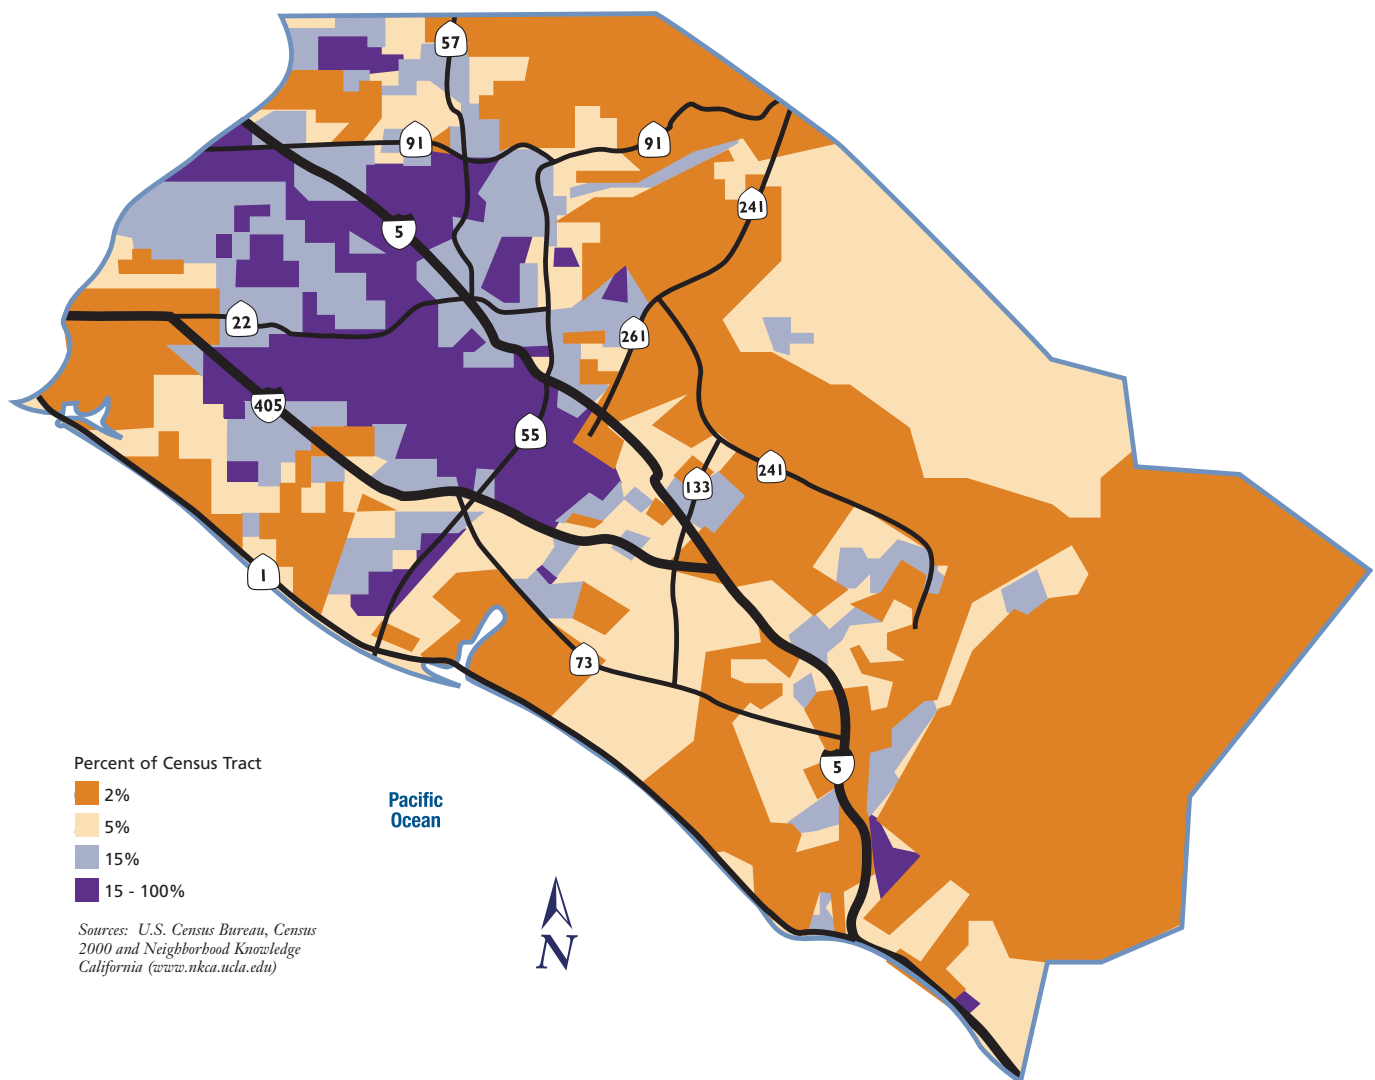 57
91
91
241
5
22
261
405
55
241
133
1
73
5
Percent of Census Tract
2%
5%
15%
15 - 100%
Pacific
Ocean
Sources: U.S. Census Bureau, Census
2000 and Neighborhood Knowledge
California (www.nkca.ucla.edu)
N